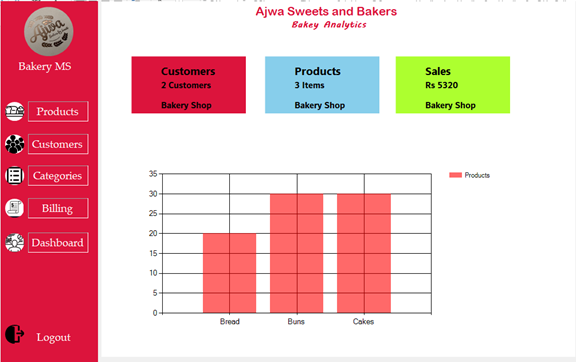 Ajwa Sweets and Bakers
Bakey Analytics
Ajwa
Bakery MS
Products
Customers
Categories
Billing
Dashboard
Logout
Customers
2 Customers
Bakery Shop
Products
3 Items
Bakery Shop
Sales
Rs 5320
Bakery Shop
35
30
25
20
15
10
5
0
Bread
Buns
Cakes
Products